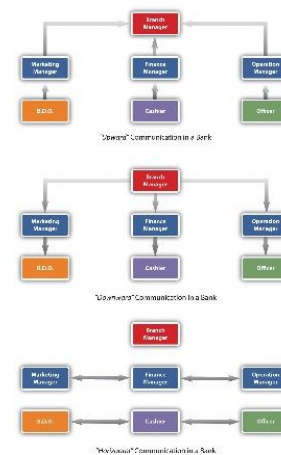 Branch
Manager
Marketing
Manager
Finance
Manager
Operation
Manager
B.D.O.
Cashier
Officer
"Upward" Communication in a Bank
Branch
Manager
Marketing
Manager
Finance
Manager
Operation
Manager
B.D.O.
Cashier
Officer
"Downward" Communication in a Bank
Branch
Manager
Marketing
Manager
Finance
Manager
Operation
Manager
B.D.O.
Cashier
Officer
"Horizontal" Communication in a Bank